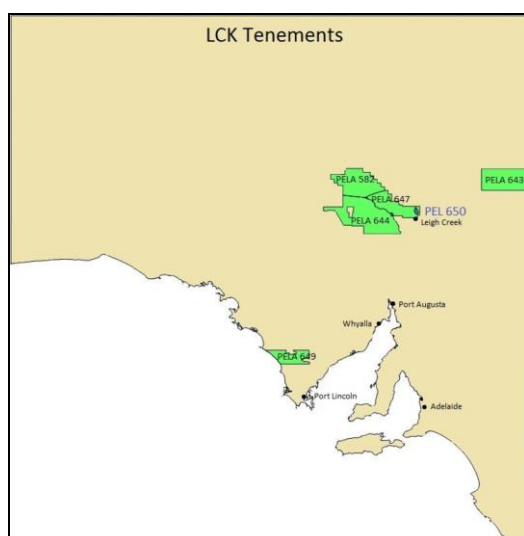 LCK Tenements
PELA 582
PELA 643
PELA 647
PEL 650
PELA 644
Leigh Creek
Port Augusta
Whyalla
PELA 649
Port Lincoln
Adelaide